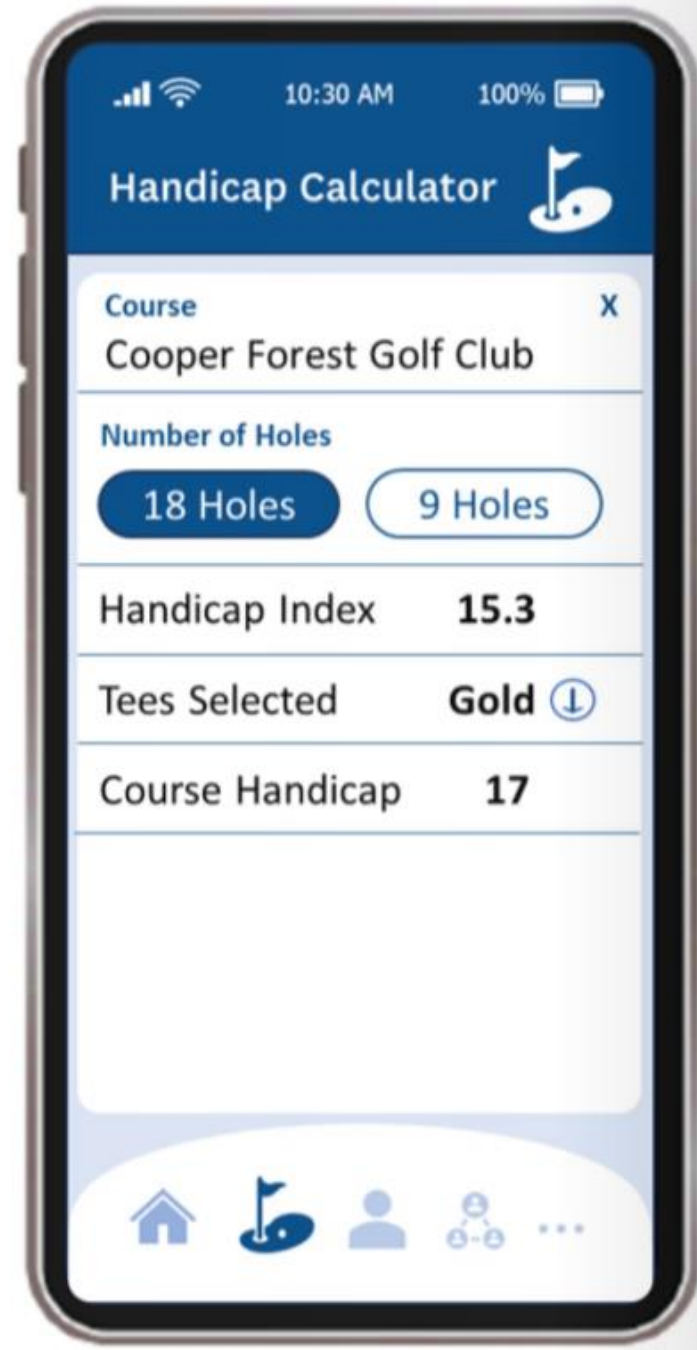 10:30 AM 100%
Handicap Calculator
Course X
Cooper Forest Golf Club
Number of Holes
18 Holes 9 Holes
Handicap Index 15.3
Tees Selected Gold
Course Handicap 17